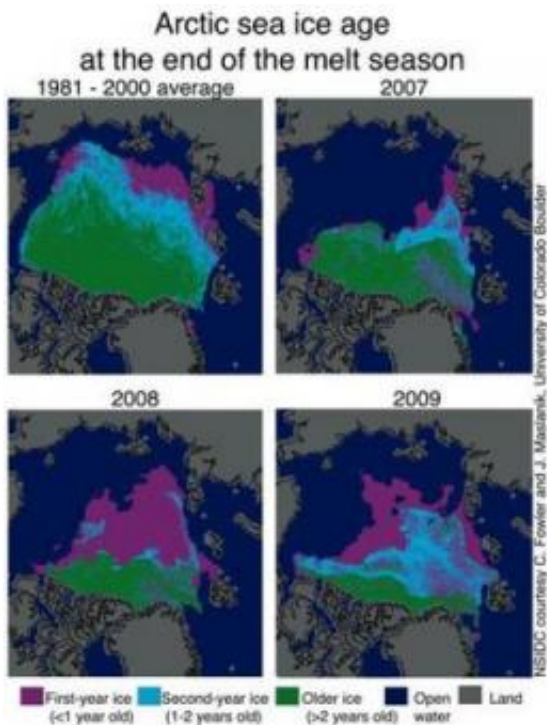 Arctic sea ice age
at the end of the melt season
1981 - 2000 average
2007
2008
2009
NSIDC courtesy C. Fowler and J. Maslanik, University of Colorado Boulder
First-year ice
(<1 year old)
Second-year ice
(1-2 years old)
Older ice
(>2 years old)
Open
water
Land